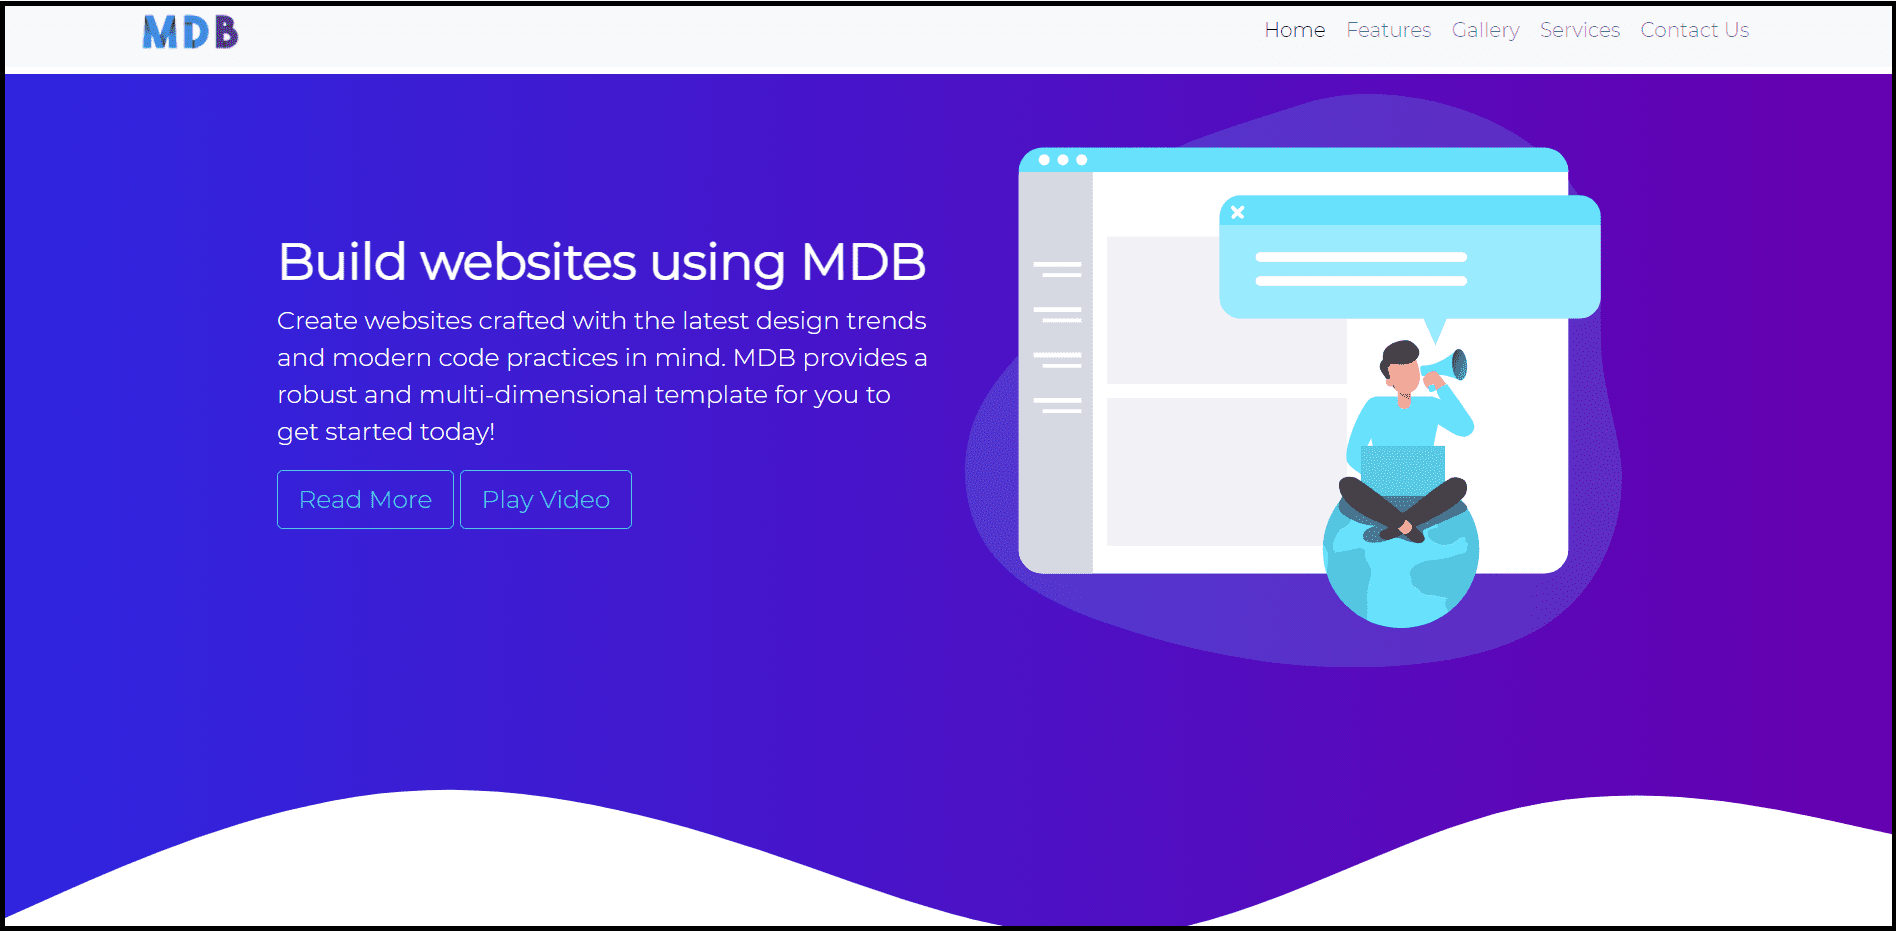 MDB
Home Features Gallery Services Contact Us
Build websites using MDB
Create websites crafted with the latest design trends
and modern code practices in mind. MDB provides a
robust and multi-dimensional template for you to
get started today!
Read More Play Video